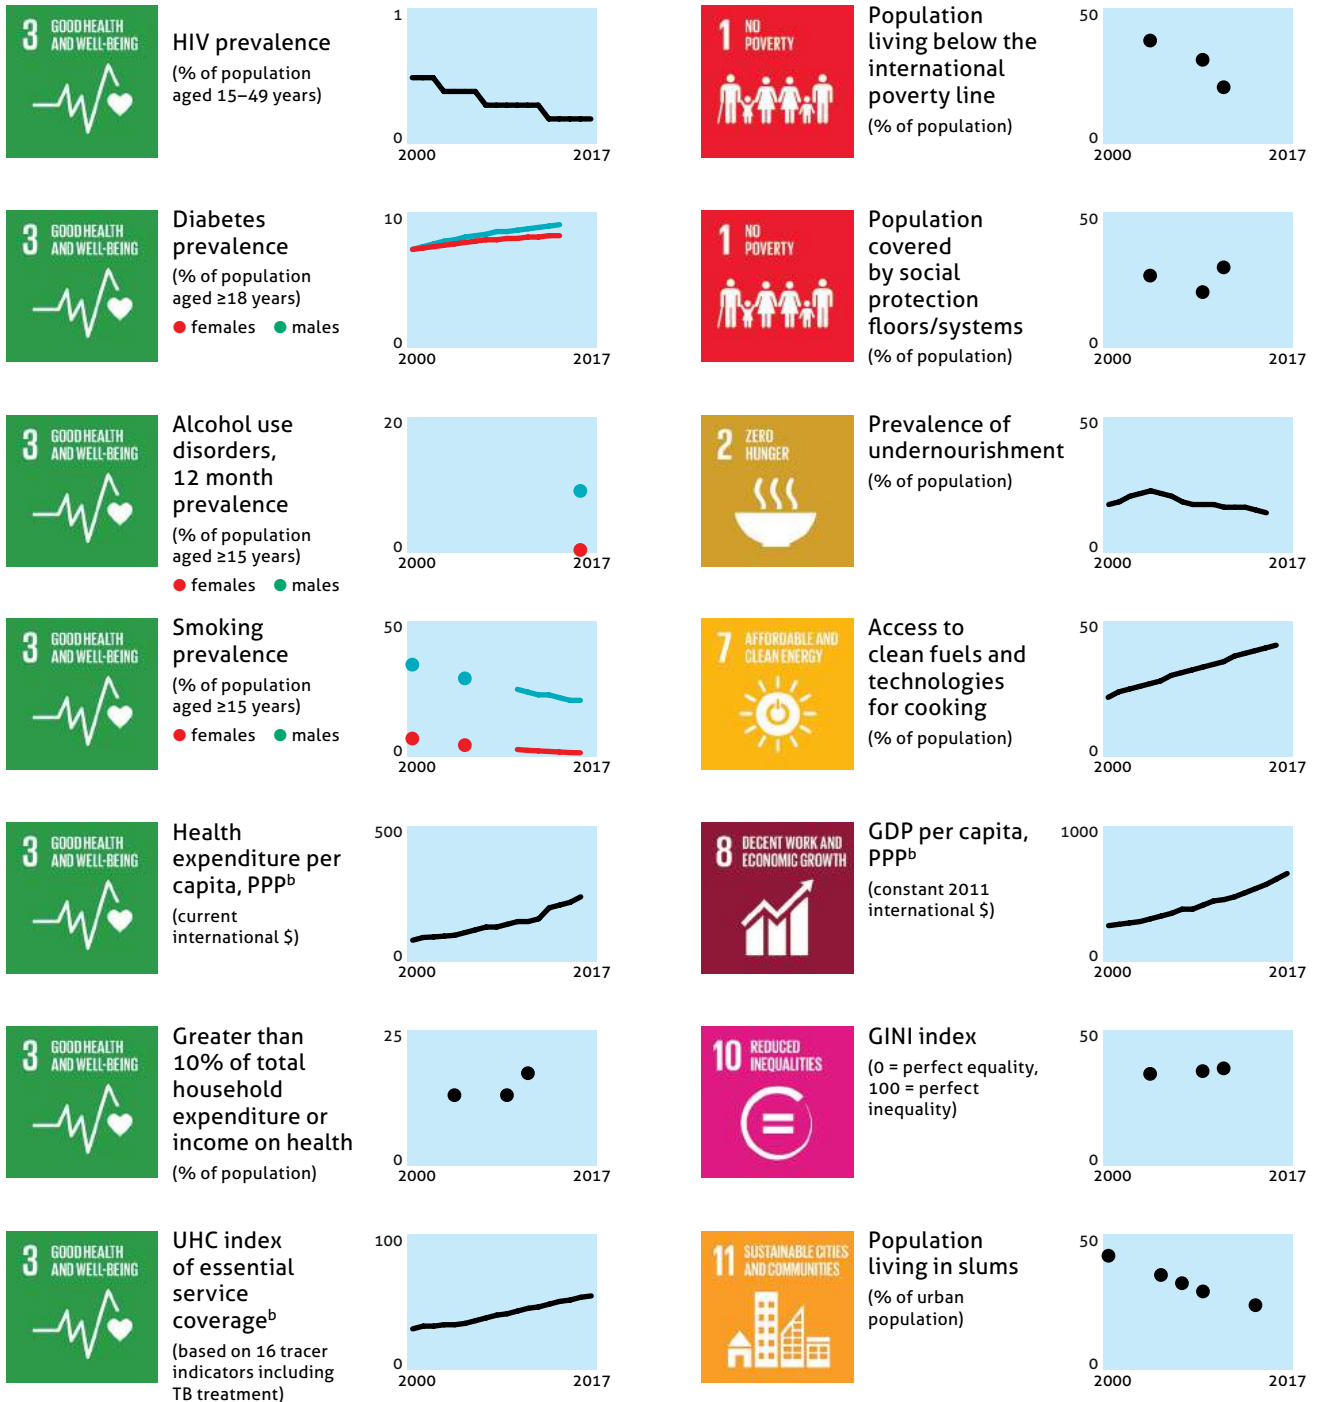 3 GOOD HEALTH
AND WELL-BEING
HIV prevalence
(% of population
aged 15–49 years)
1
0
2000 2017
3 GOOD HEALTH
AND WELL-BEING
Diabetes
prevalence
(% of population
aged ≥18 years)
females males
10
0
2000 2017
3 GOOD HEALTH
AND WELL-BEING
Alcohol use
disorders,
12 month
prevalence
(% of population
aged ≥15 years)
females males
20
0
2000 2017
3 GOOD HEALTH
AND WELL-BEING
Smoking
prevalence
(% of population
aged ≥15 years)
females males
50
0
2000 2017
3 GOOD HEALTH
AND WELL-BEING
Health
expenditure per
capita, PPPᵇ
(current
international $)
500
0
2000 2017
3 GOOD HEALTH
AND WELL-BEING
Greater than
10% of total
household
expenditure or
income on health
(% of population)
25
0
2000 2017
3 GOOD HEALTH
AND WELL-BEING
UHC index
of essential
service
coverageᵇ
(based on 16 tracer
indicators including
TB treatment)
100
0
2000 2017
1 NO
POVERTY
Population
living below the
international
poverty line
(% of population)
50
0
2000 2017
1 NO
POVERTY
Population
covered
by social
protection
floors/systems
(% of population)
50
0
2000 2017
2 ZERO
HUNGER
Prevalence of
undernourishment
(% of population)
50
0
2000 2017
7 AFFORDABLE AND
CLEAN ENERGY
Access to
clean fuels and
technologies
for cooking
(% of population)
50
0
2000 2017
8 DECENT WORK AND
ECONOMIC GROWTH
GDP per capita,
PPPᵇ
(constant 2011
international $)
1000
0
2000 2017
10 REDUCED
INEQUALITIES
GINI index
(0 = perfect equality,
100 = perfect
inequality)
50
0
2000 2017
11 SUSTAINABLE CITIES
AND COMMUNITIES
Population
living in slums
(% of urban
population)
50
0
2000 2017